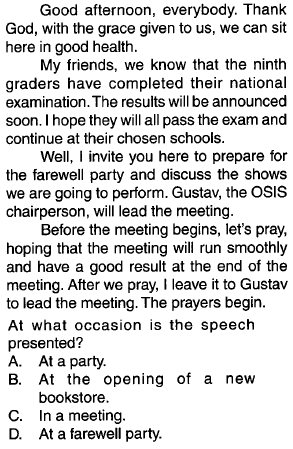 Good afternoon, everybody. Thank
God, with the grace given to us, we can sit
here in good health.
My friends, we know that the ninth
graders have completed their national
examination. The results will be announced
soon. I hope they will all pass the exam and
continue at their chosen schools.
Well, I invite you here to prepare for
the farewell party and discuss the shows
we are going to perform. Gustav, the OSIS
chairperson, will lead the meeting.
Before the meeting begins, let's pray,
hoping that the meeting will run smoothly
and have a good result at the end of the
meeting. After we pray, I leave it to Gustav
to lead the meeting. The prayers begin.
At what occasion is the speech
presented?
A. At a party.
B. At the opening of a new
bookstore.
C. In a meeting.
D. At a farewell party.